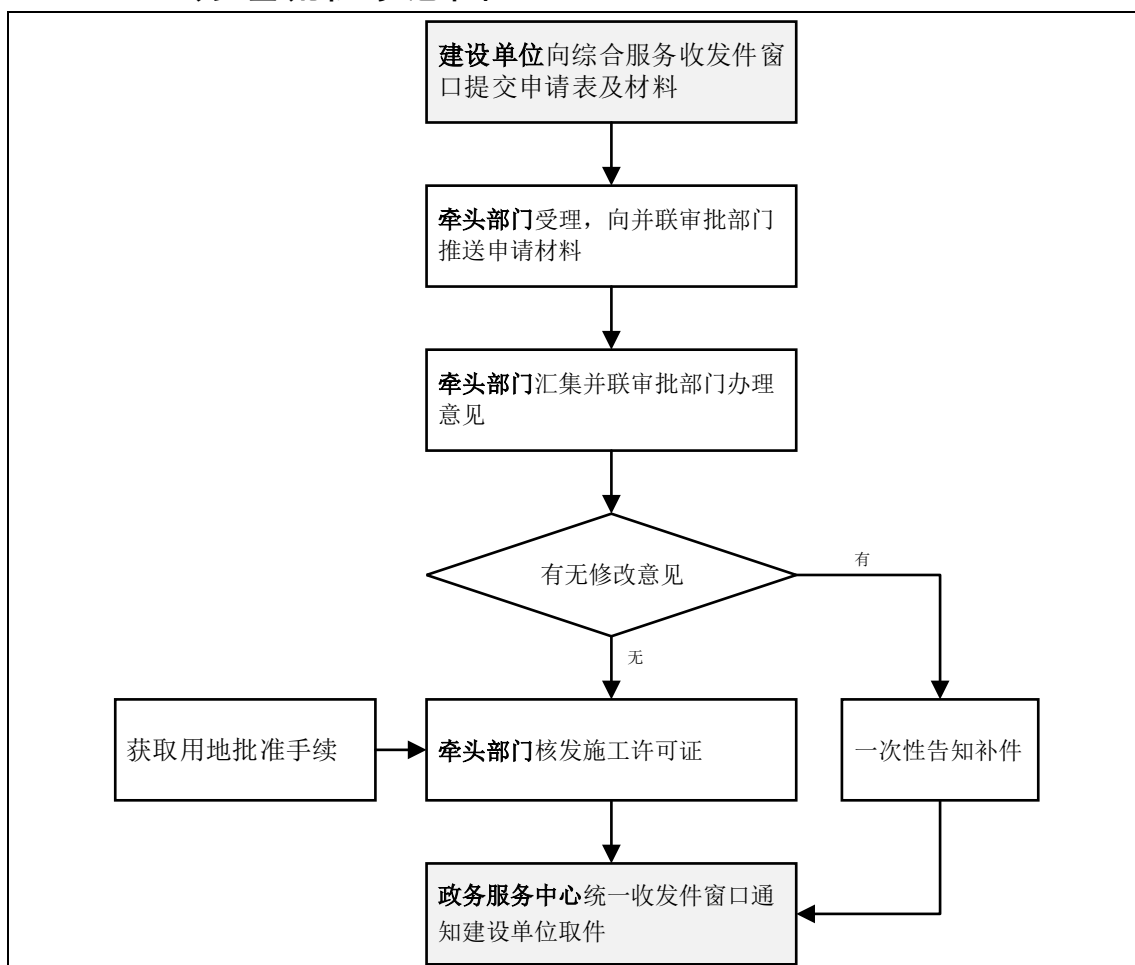 建设单位向综合服务收发件窗
口提交申请表及材料
牵头部门受理，向并联审批部门
推送申请材料
牵头部门汇集并联审批部门办理
意见
有无修改意见
有
无
获取用地批准手续
牵头部门核发施工许可证
一次性告知补件
政务服务中心统一收发件窗口通
知建设单位取件